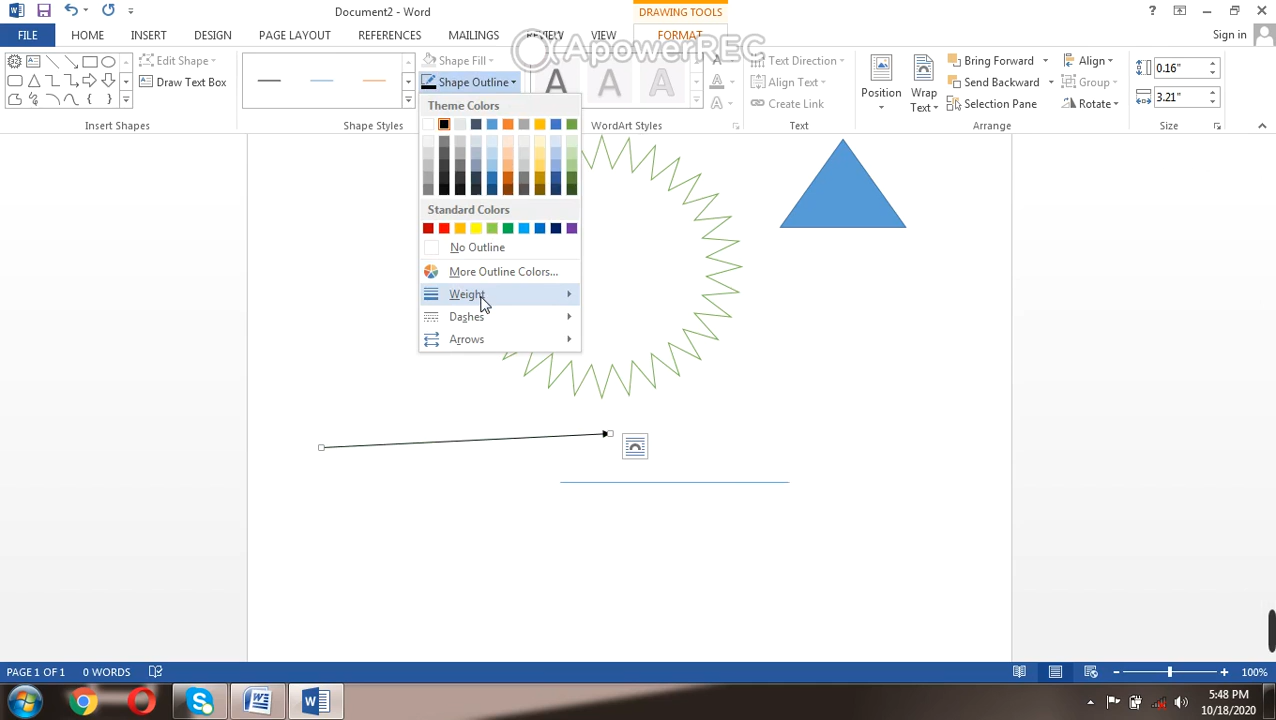 Document2 - Word
DRAWING TOOLS
?
FILE
HOME
INSERT
DESIGN
PAGE LAYOUT
REFERENCES
MAILINGS
REVIEW
VIEW
FORMAT
Sign in
ApowerREC
Edit Shape
Draw Text Box
Insert Shapes
Shape Styles
Shape Fill
Shape Outline
A A A
WordArt Styles
Text Direction
Align Text
Create Link
Text
Position
Wrap
Text
Bring Forward
Send Backward
Selection Pane
Align
Group
Rotate
Arrange
0.16"
3.21"
Size
Theme Colors
Standard Colors
No Outline
More Outline Colors...
Weight
Dashes
Arrows
PAGE 1 OF 1
0 WORDS
100%
5:48 PM
10/18/2020